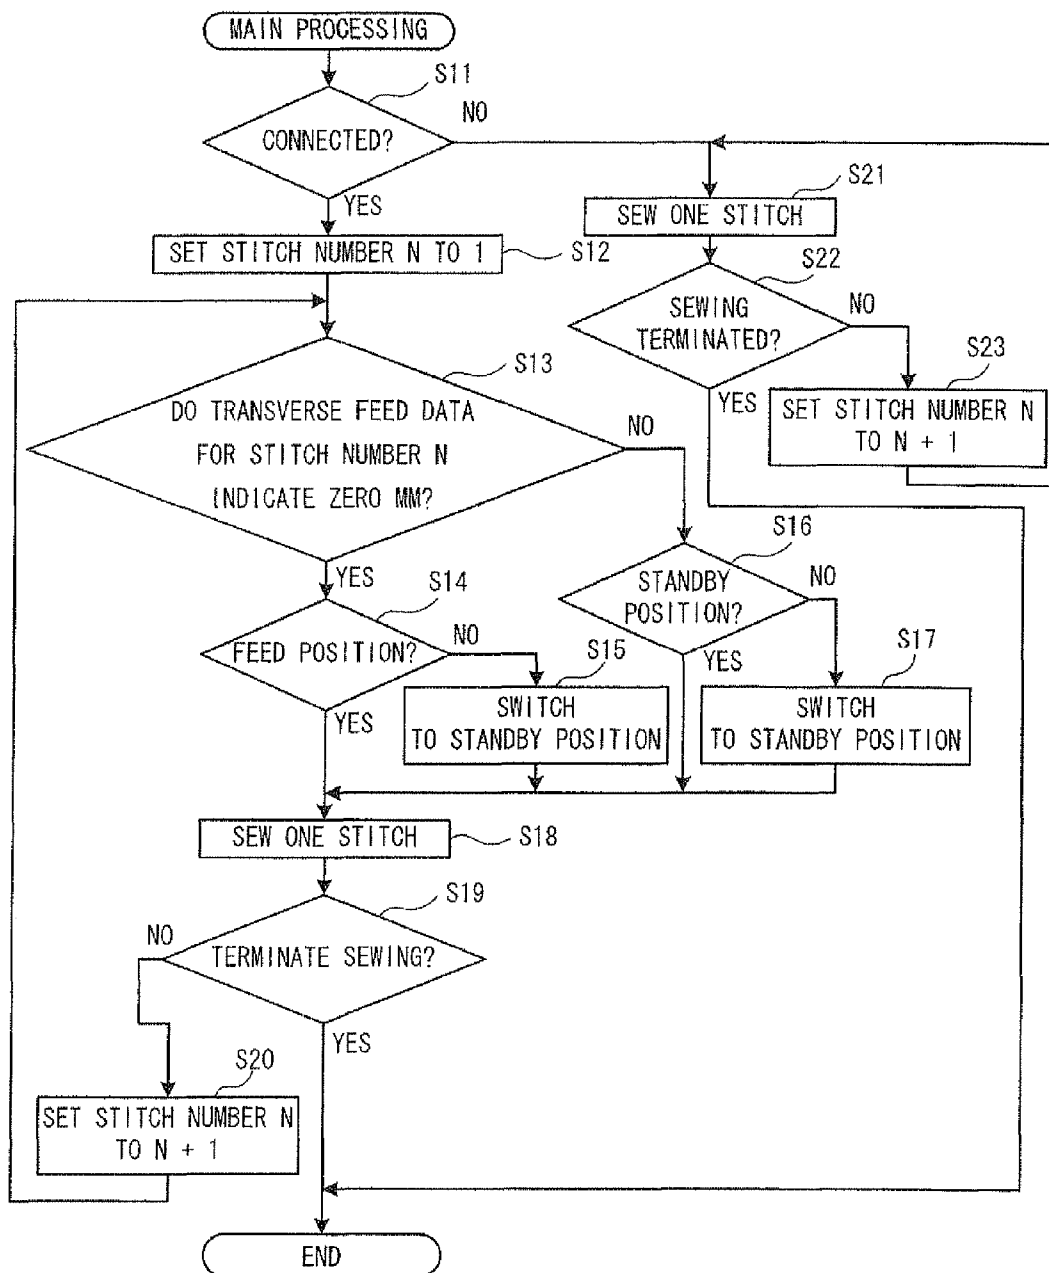 MAIN PROCESSING
S11
CONNECTED?
NO
YES
SET STITCH NUMBER N TO 1
S12
S13
DO TRANSVERSE FEED DATA
FOR STITCH NUMBER N
INDICATE ZERO MM?
NO
YES
S14
FEED POSITION?
NO
YES
S15
SWITCH
TO STANDBY POSITION
S16
STANDBY
POSITION?
NO
YES
S17
SWITCH
TO STANDBY POSITION
SEW ONE STITCH
S18
S19
TERMINATE SEWING?
NO
YES
S20
SET STITCH NUMBER N
TO N + 1
S21
SEW ONE STITCH
S22
SEWING
TERMINATED?
NO
YES
S23
SET STITCH NUMBER N
TO N + 1
END